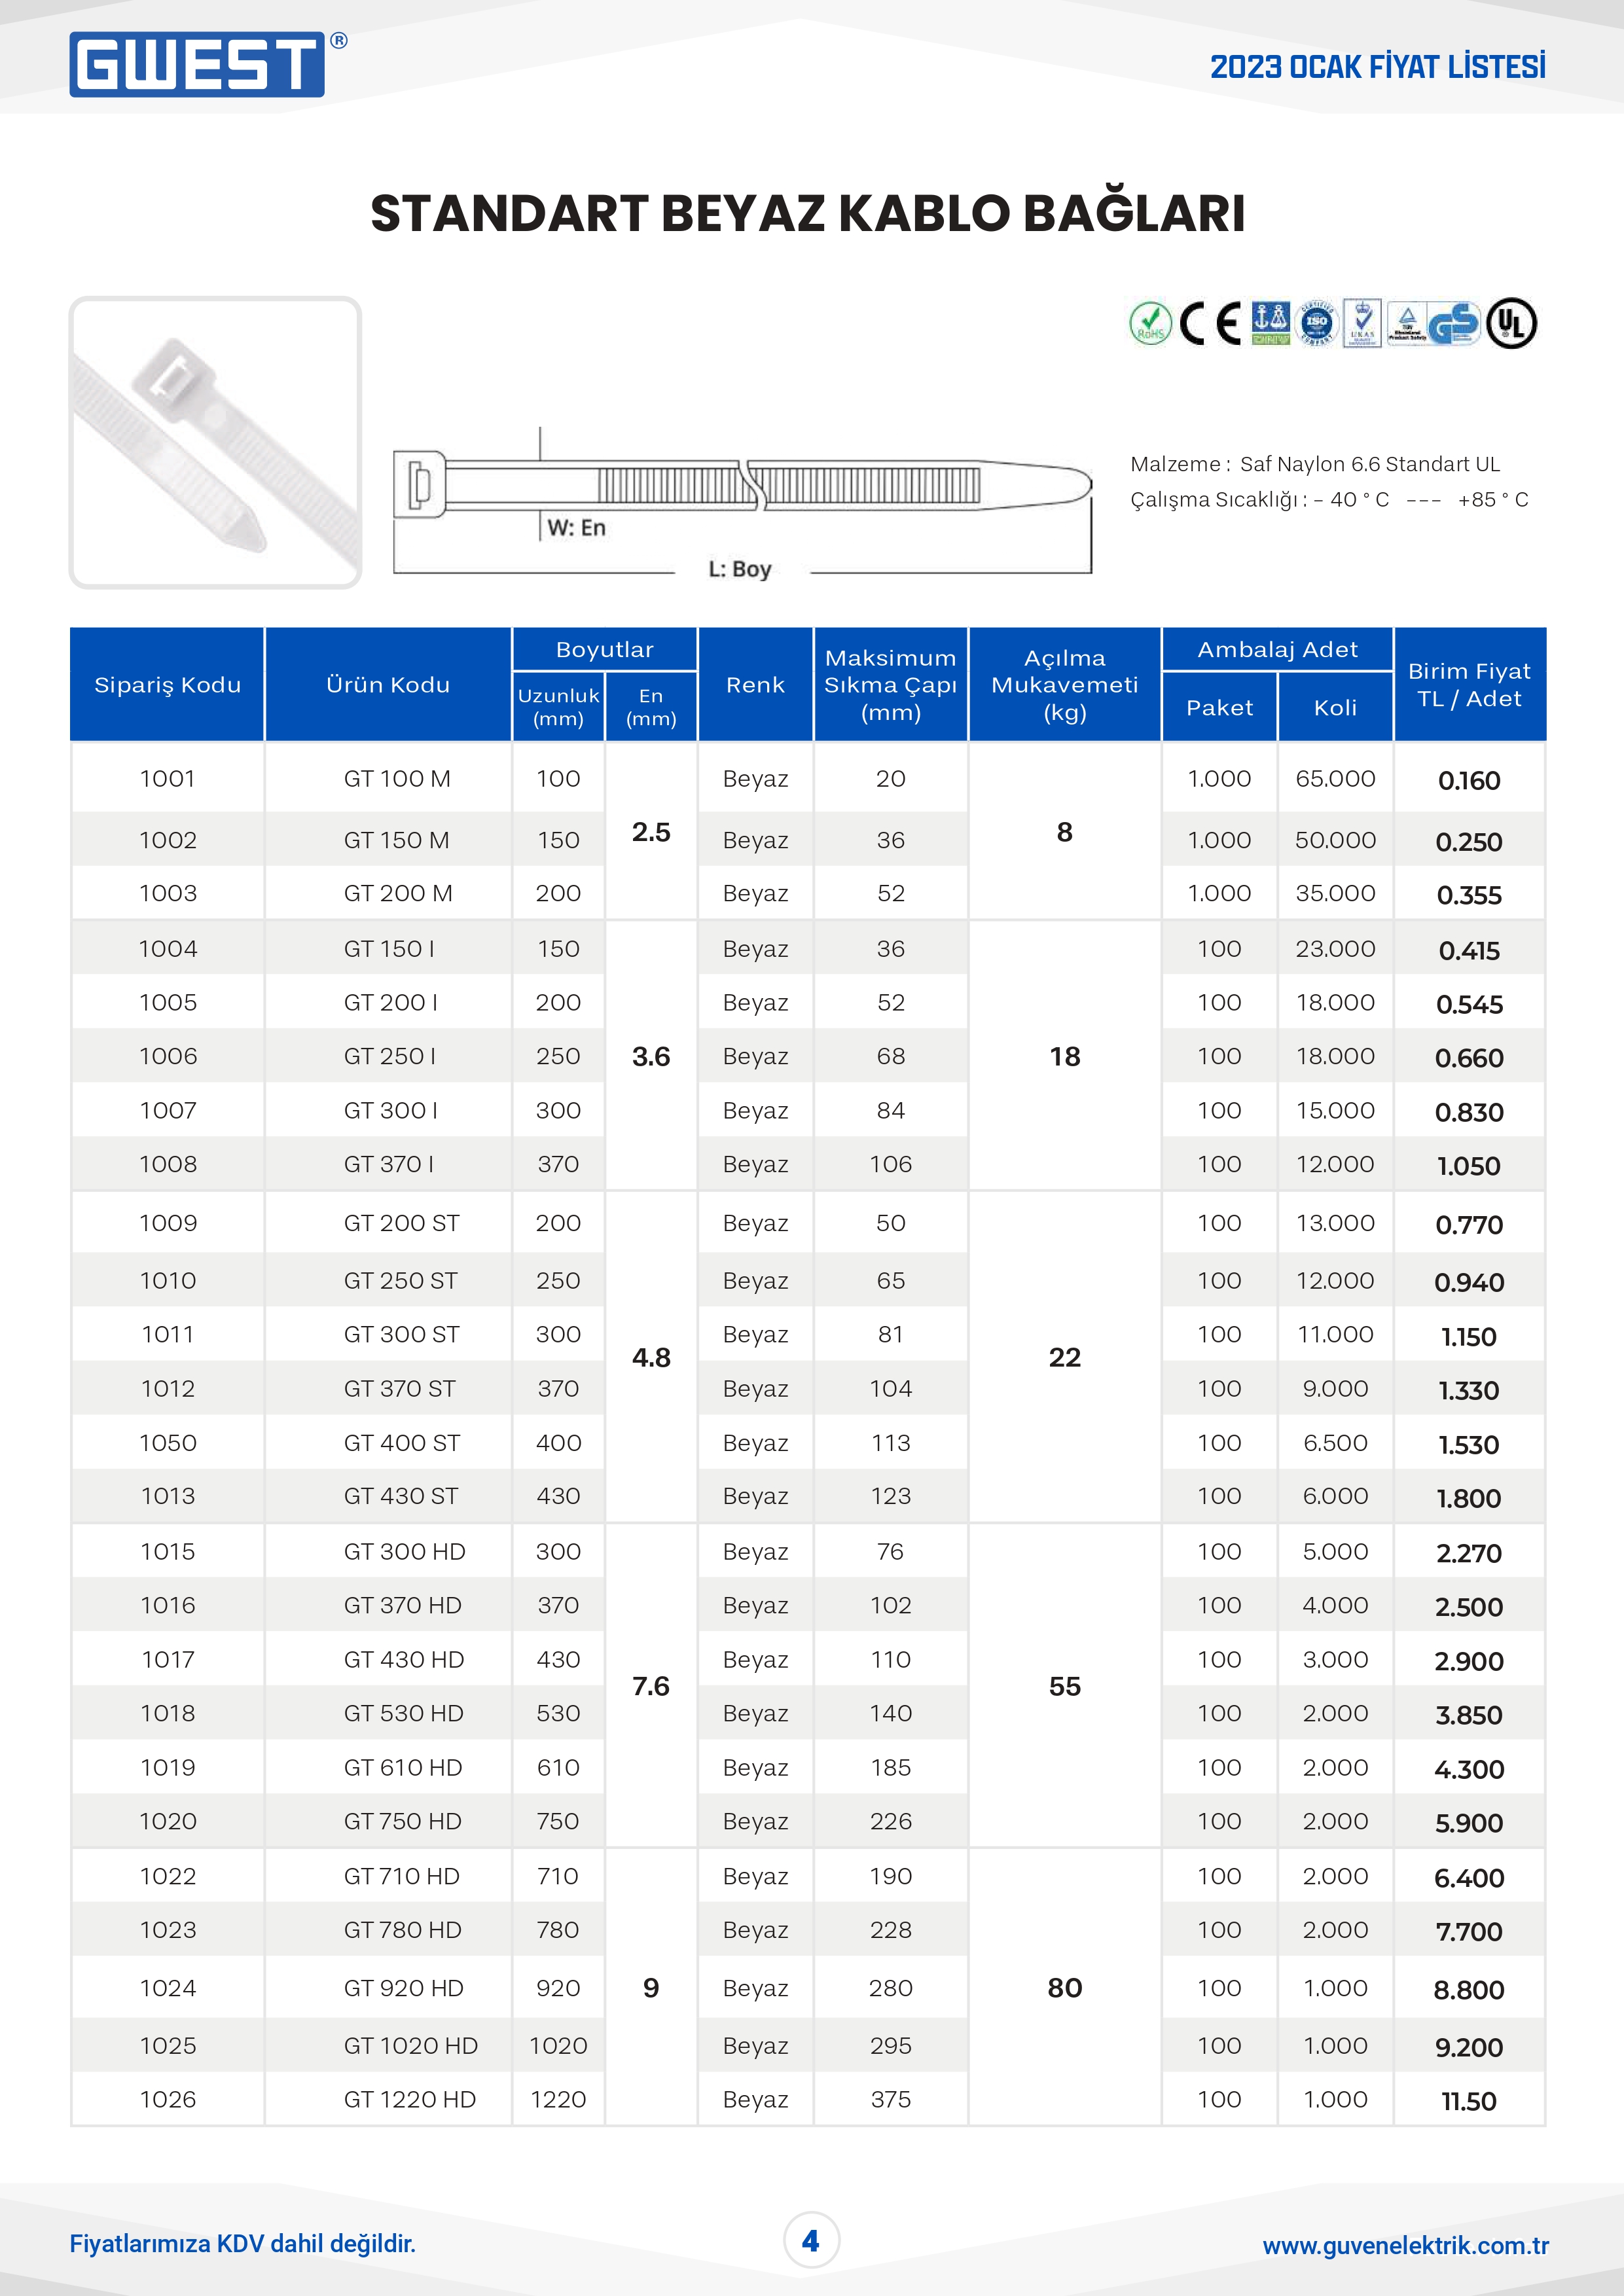 GWEST®
2023 OCAK FİYAT LİSTESİ
STANDART BEYAZ KABLO BAĞLARI
RoHS CE ISO UKAS TÜV GS UL
W: En
L: Boy
Malzeme : Saf Naylon 6.6 Standart UL
Çalışma Sıcaklığı : - 40 ° C --- +85 ° C
Sipariş Kodu Ürün Kodu Boyutlar Uzunluk (mm) En (mm) Renk Maksimum Sıkma Çapı (mm) Açılma Mukavemeti (kg) Ambalaj Adet Paket Koli Birim Fiyat TL / Adet
1001 GT 100 M 100 2.5 Beyaz 20 8 1.000 65.000 0.160
1002 GT 150 M 150 Beyaz 36 1.000 50.000 0.250
1003 GT 200 M 200 Beyaz 52 1.000 35.000 0.355
1004 GT 150 I 150 3.6 Beyaz 36 18 100 23.000 0.415
1005 GT 200 I 200 Beyaz 52 100 18.000 0.545
1006 GT 250 I 250 Beyaz 68 100 18.000 0.660
1007 GT 300 I 300 Beyaz 84 100 15.000 0.830
1008 GT 370 I 370 Beyaz 106 100 12.000 1.050
1009 GT 200 ST 200 4.8 Beyaz 50 22 100 13.000 0.770
1010 GT 250 ST 250 Beyaz 65 100 12.000 0.940
1011 GT 300 ST 300 Beyaz 81 100 11.000 1.150
1012 GT 370 ST 370 Beyaz 104 100 9.000 1.330
1050 GT 400 ST 400 Beyaz 113 100 6.500 1.530
1013 GT 430 ST 430 Beyaz 123 100 6.000 1.800
1015 GT 300 HD 300 7.6 Beyaz 76 55 100 5.000 2.270
1016 GT 370 HD 370 Beyaz 102 100 4.000 2.500
1017 GT 430 HD 430 Beyaz 110 100 3.000 2.900
1018 GT 530 HD 530 Beyaz 140 100 2.000 3.850
1019 GT 610 HD 610 Beyaz 185 100 2.000 4.300
1020 GT 750 HD 750 Beyaz 226 100 2.000 5.900
1022 GT 710 HD 710 9 Beyaz 190 80 100 2.000 6.400
1023 GT 780 HD 780 Beyaz 228 100 2.000 7.700
1024 GT 920 HD 920 Beyaz 280 100 1.000 8.800
1025 GT 1020 HD 1020 Beyaz 295 100 1.000 9.200
1026 GT 1220 HD 1220 Beyaz 375 100 1.000 11.50
Fiyatlarımıza KDV dahil değildir.
4
www.guvenelektrik.com.tr